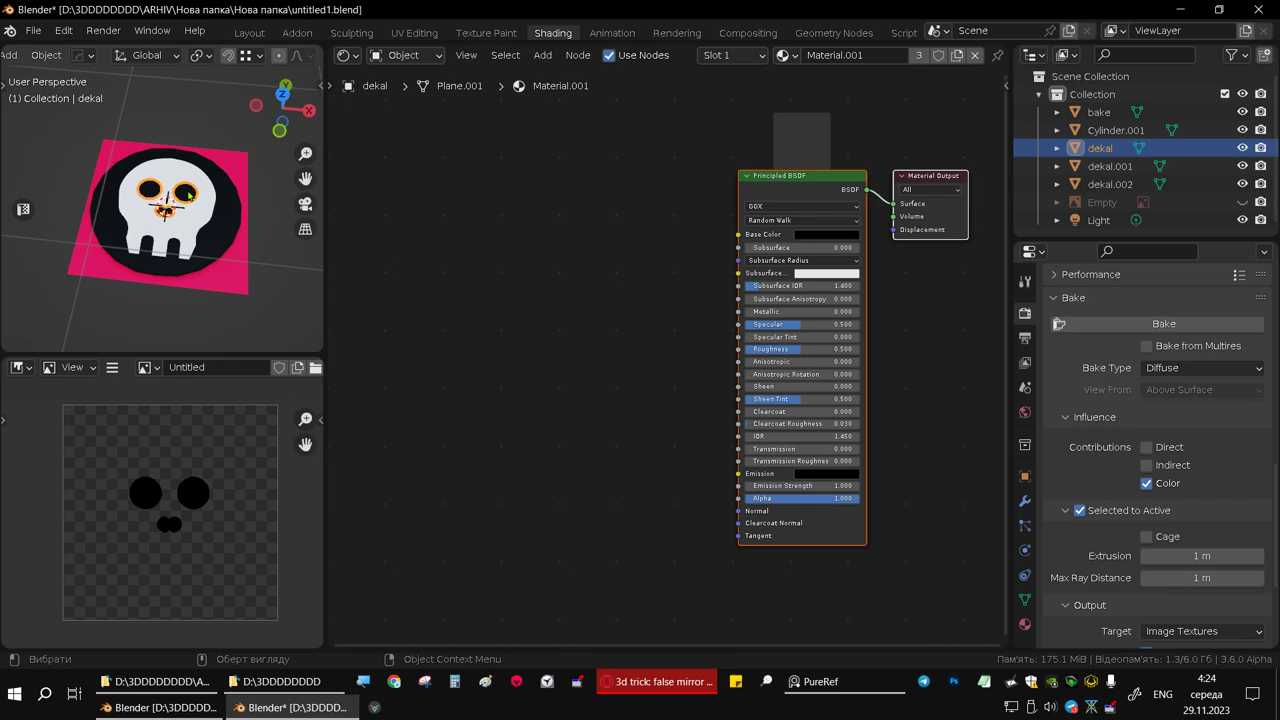 Blender* [D:\3DDDDDDDD\ARHIV\Нова папка\Нова папка\untitled1.blend]
File Edit Render Window Help Layout Modeling Sculpting UV Editing Texture Paint Shading Animation Rendering Compositing Geometry Nodes Scene ViewLayer
Add Object Global Object View Select Add Node Use Nodes Slot 1 Material.001 3
User Perspective
(1) Collection | dekal
dekal Plane.001 Material.001
Z
Y
X
View Untitled
Principled BSDF
BSDF
GGX
Random Walk
Base Color
Subsurface 0.000
Subsurface Radius
Subsurface...
Subsurface IOR 1.400
Subsurface Anisotropy 0.000
Metallic 0.000
Specular 0.500
Specular Tint 0.000
Roughness 0.500
Anisotropic 0.000
Anisotropic Rotation 0.000
Sheen 0.000
Sheen Tint 0.500
Clearcoat 0.000
Clearcoat Roughness 0.030
IOR 1.450
Transmission 0.000
Transmission Roughnes 0.000
Emission
Emission Strength 1.000
Alpha 1.000
Normal
Clearcoat Normal
Tangent
Material Output
All
Surface
Volume
Displacement
Scene Collection
Collection
bake
Cylinder.001
dekal
dekal.001
dekal.002
Empty
Light
Performance
Bake
Bake
Bake from Multires
Bake Type Diffuse
View From Above Surface
Influence
Contributions Direct
Indirect
Color
Selected to Active
Cage
Extrusion 1 m
Max Ray Distance 1 m
Output
Target Image Textures
Вибрати Оберт вигляду Object Context Menu Пам'ять: 175.1 MiB | Відеопам'ять: 1.3/6.0 Гб | 3.6.0 Alpha
D:\3DDDDDDDD\A... D:\3DDDDDDDD 3d trick: false mirror ... PureRef
Blender [D:\3DDDD... Blender* [D:\3DDDD...
ENG
4:24
середа
29.11.2023